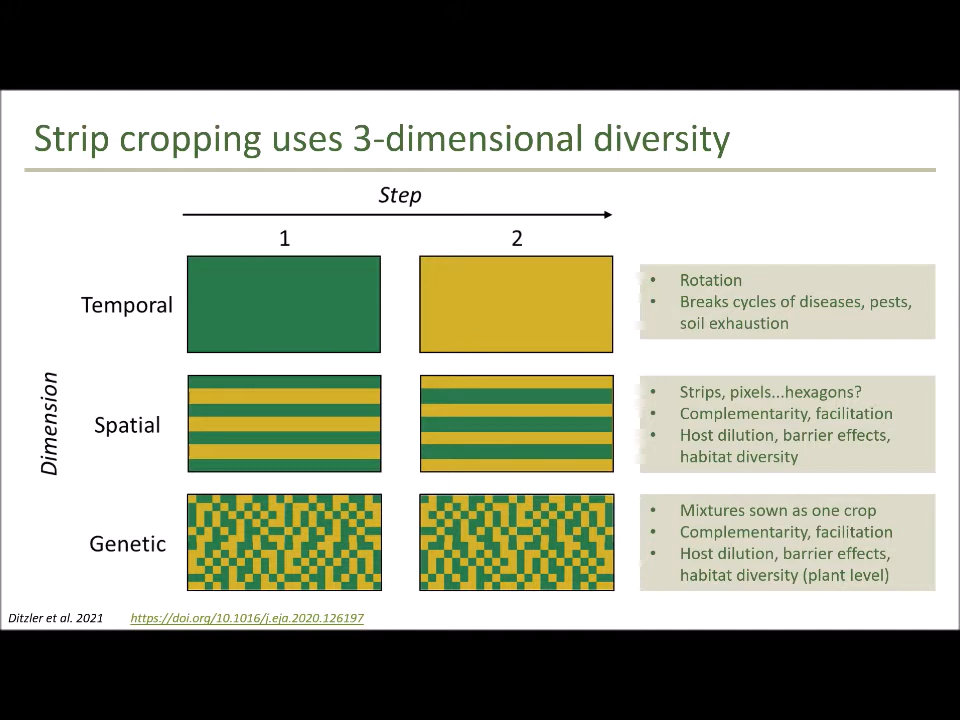 Strip cropping uses 3-dimensional diversity
Step
1
2
Dimension
Temporal
• Rotation
• Breaks cycles of diseases, pests,
soil exhaustion
Spatial
• Strips, pixels...hexagons?
• Complementarity, facilitation
• Host dilution, barrier effects,
habitat diversity
Genetic
• Mixtures sown as one crop
• Complementarity, facilitation
• Host dilution, barrier effects,
habitat diversity (plant level)
Ditzler et al. 2021 https://doi.org/10.1016/j.eja.2020.126197